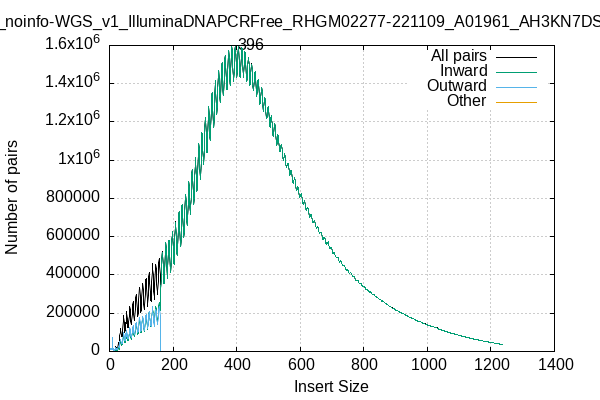 _noinfo-WGS_v1_IlluminaDNAPCRFree_RHGM02277-221109_A01961_AH3KN7DS
1.6x10^6
1.4x10^6
1.2x10^6
1x10^6
800000
600000
400000
200000
0
Number of pairs
396
All pairs
Inward
Outward
Other
0 200 400 600 800 1000 1200 1400
Insert Size